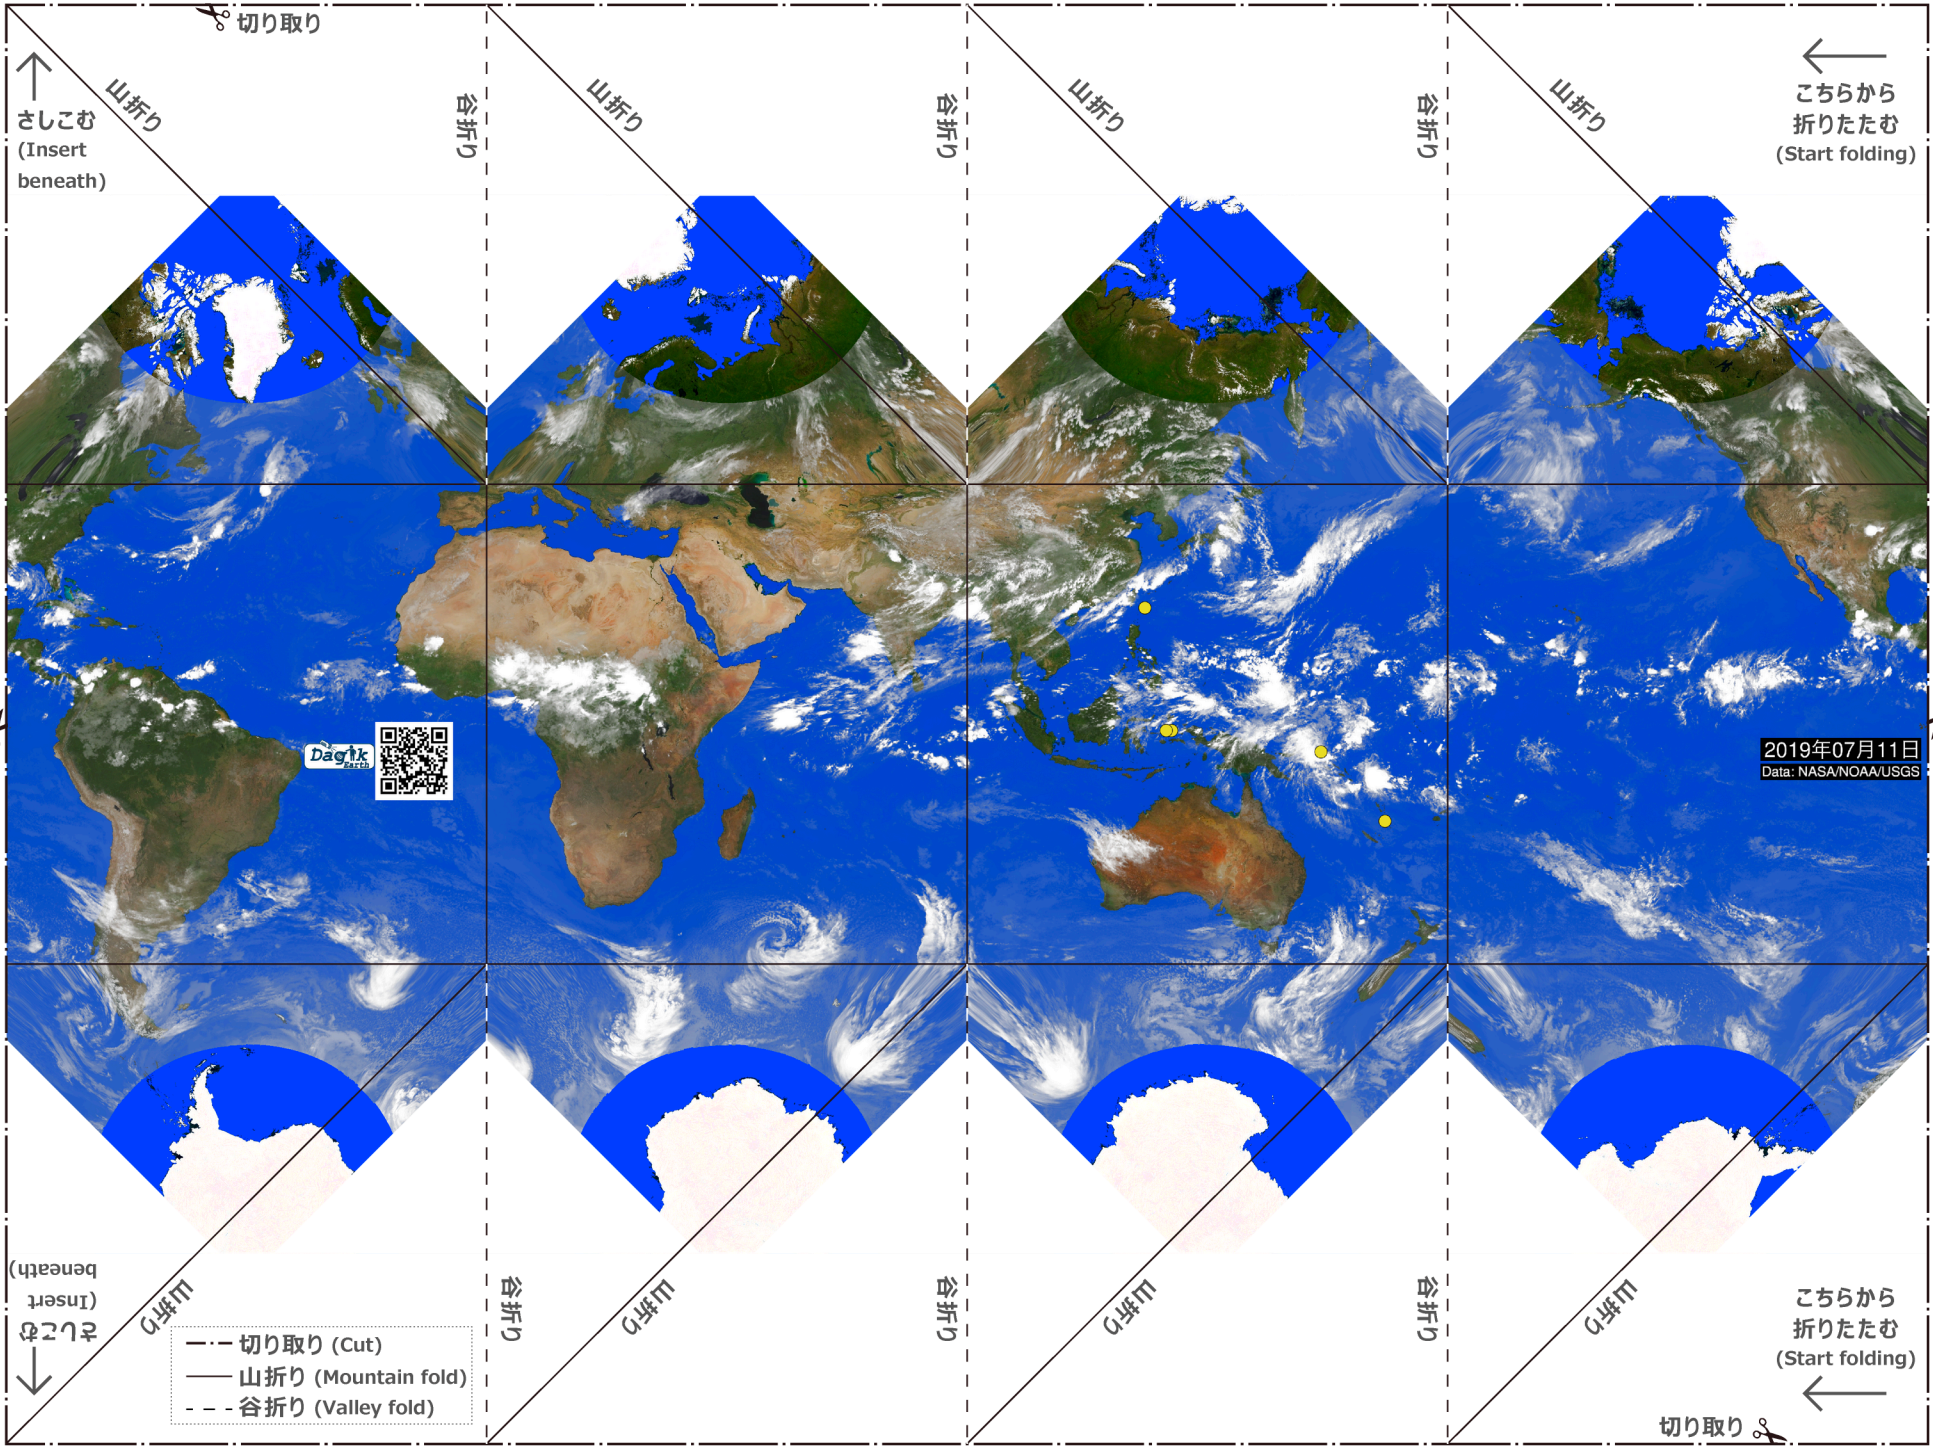 切り取り
山折り
谷折り
山折り
谷折り
山折り
谷折り
山折り
さしこむ
(Insert
beneath)
こちらから
折りたたむ
(Start folding)
Dagik
Earth
2019年07月11日
Data: NASA/NOAA/USGS
さしこむ
(Insert
beneath)
山折り
谷折り
山折り
谷折り
山折り
谷折り
山折り
こちらから
折りたたむ
(Start folding)
切り取り (Cut)
山折り (Mountain fold)
谷折り (Valley fold)
切り取り